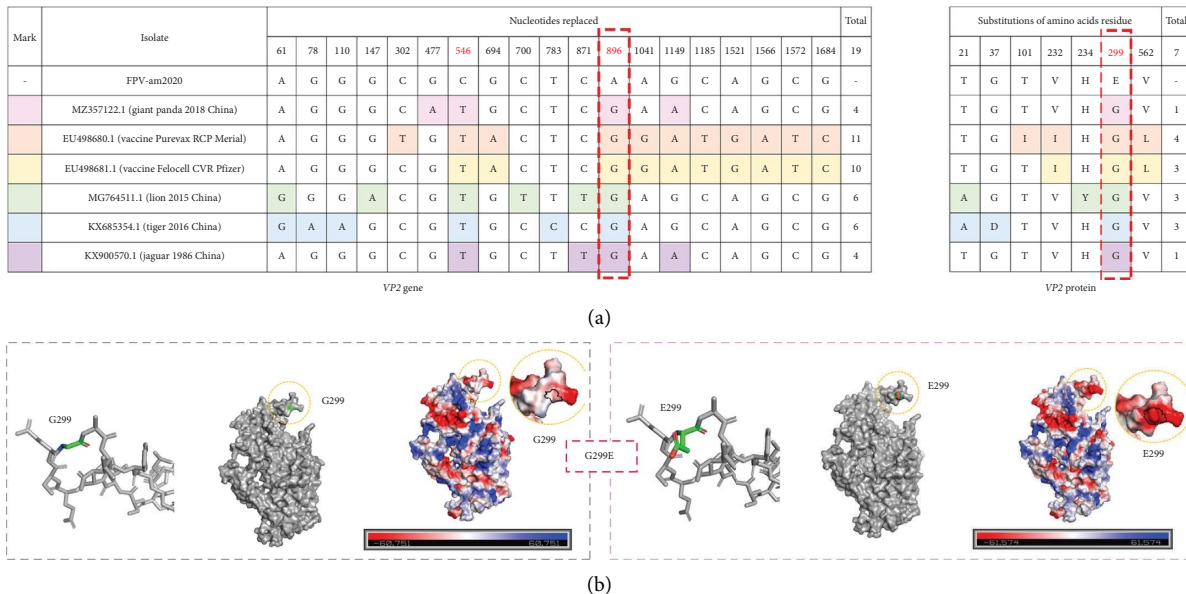 Mark Isolate Nucleotides replaced Total
61 78 110 147 302 477 546 694 700 783 871 896 1041 1149 1185 1521 1566 1572 1684 19
- FPV-am2020 A G G G C G C G C T C A A G C A G C G -
MZ357122.1 (giant panda 2018 China) A G G G C A T G C T C G A A C A G C G 4
EU498680.1 (vaccine Purevax RCP Merial) A G G G T G T A C T C G G A T G A T C 11
EU498681.1 (vaccine Felocell CVR Pfizer) A G G G C G T A C T C G G A T G A T C 10
MG764511.1 (lion 2015 China) G G G A C G T G T T T G A G C A G C G 6
KX685354.1 (tiger 2016 China) G A A G C G T G C C C G A G C A G C G 6
KX900570.1 (jaguar 1986 China) A G G G C G T G C T T G A A C A G C G 4
VP2 gene
Substitutions of amino acids residue Total
21 37 101 232 234 299 562 7
T G T V H E V -
T G T V H G V 1
T G I I H G L 4
T G T I H G L 3
A G T V Y G V 3
A D T V H G V 3
T G T V H G V 1
VP2 protein
(a)
G299
G299
G299
-60.751 60.751
G299E
E299
E299
E299
-61.574 61.574
(b)